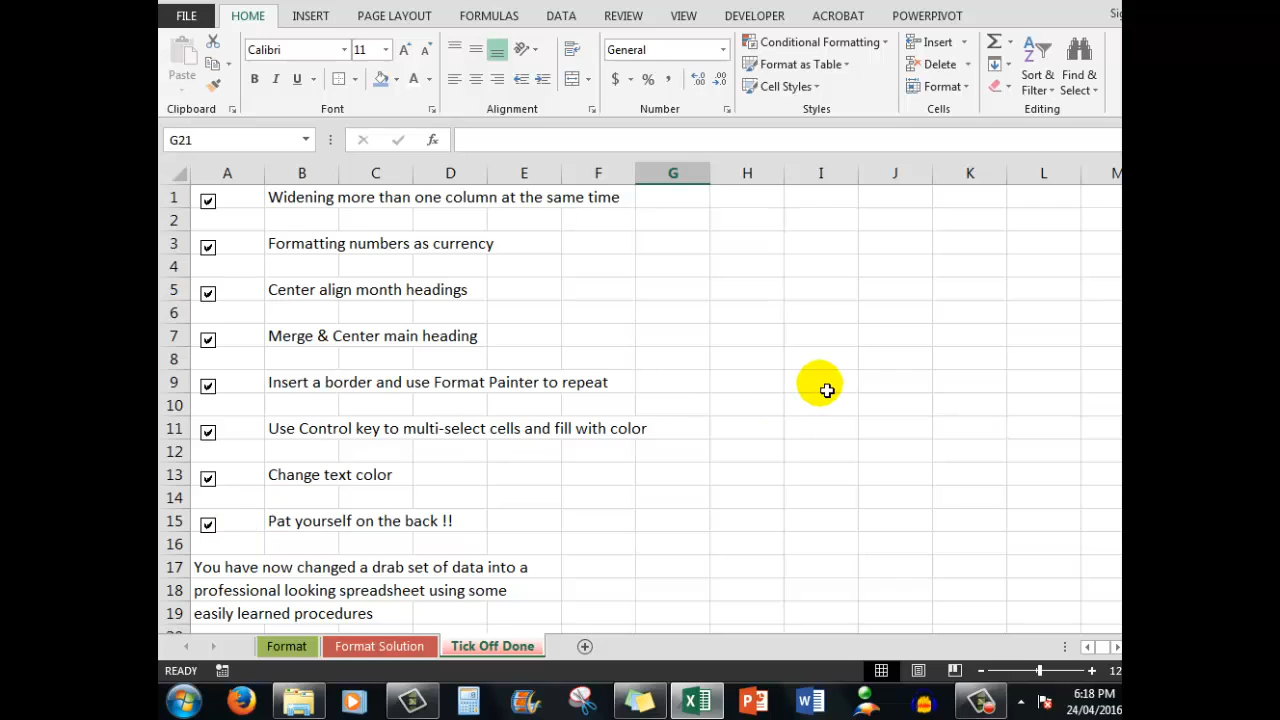 FILE HOME INSERT PAGE LAYOUT FORMULAS DATA REVIEW VIEW DEVELOPER ACROBAT POWERPIVOT
Paste
Clipboard
Calibri 11
B I U
Font
Alignment
General
$ % ,
Number
Conditional Formatting
Format as Table
Cell Styles
Styles
Insert
Delete
Format
Cells
Sort &
Filter
Find &
Select
Editing
G21 fx
A B C D E F G H I J K L M
1 Widening more than one column at the same time
2
3 Formatting numbers as currency
4
5 Center align month headings
6
7 Merge & Center main heading
8
9 Insert a border and use Format Painter to repeat
10
11 Use Control key to multi-select cells and fill with color
12
13 Change text color
14
15 Pat yourself on the back !!
16
17 You have now changed a drab set of data into a
18 professional looking spreadsheet using some
19 easily learned procedures
Format Format Solution Tick Off Done
READY
6:18 PM
24/04/2016